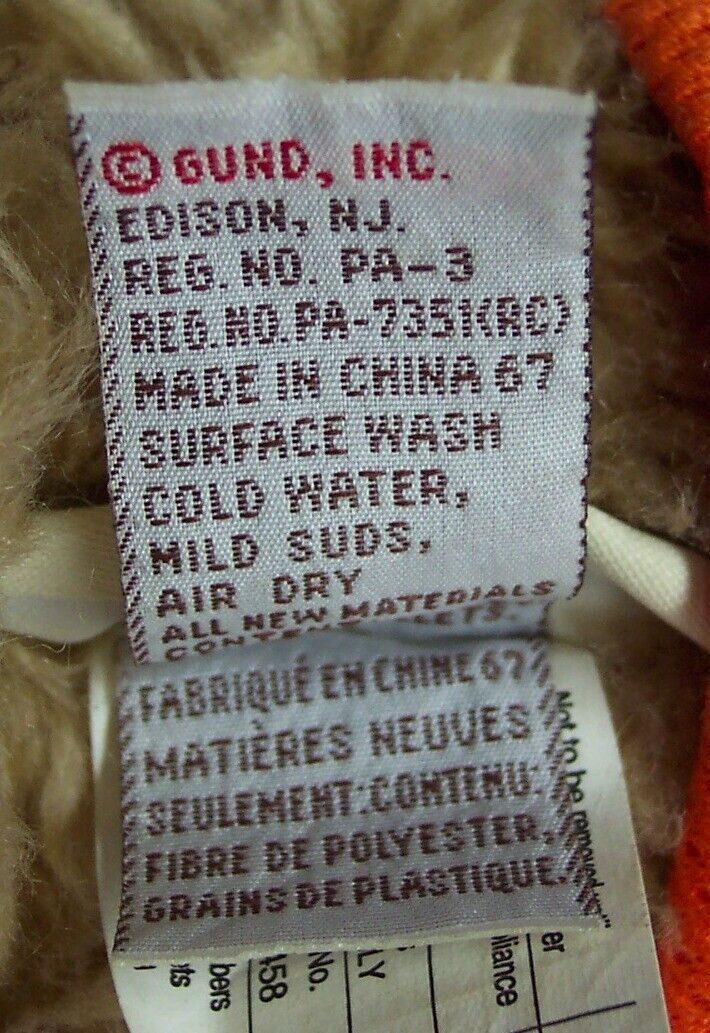 © GUND, INC.
EDISON, NJ.
REG. NO. PA-3
REG.NO.PA-7351(RC)
MADE IN CHINA 67
SURFACE WASH
COLD WATER,
MILD SUDS,
AIR DRY
ALL NEW MATERIALS
FABRIQUÉ EN CHINE 67
MATIÈRES NEUVES
SEULEMENT:CONTENU:
FIBRE DE POLYESTER,
GRAINS DE PLASTIQUE.
Not to be removed
No.